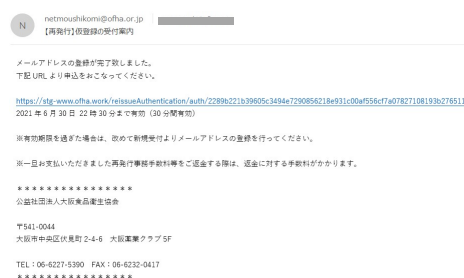 N
netmoushikomi@ofha.or.jp
【再発行】仮登録の受付案内
メールアドレスの登録が完了致しました。
下記 URL より申込をおこなってください。
https://stg-www.ofha.work/reissueAuthentication/auth/2289b221b39605c3494e7290856218e931c00af556cf7a07827108193b276511
2021 年 6 月 30 日 22 時 30 分まで有効（30 分間有効）
※有効期限を過ぎた場合は、改めて新規受付よりメールアドレスの登録を行ってください。
※一旦お支払いただきました再発行事務手数料等をご返金する際は、返金に対する手数料がかかります。
＊＊＊＊＊＊＊＊＊＊＊＊＊＊＊＊
公益社団法人大阪食品衛生協会
〒541-0044
大阪市中央区伏見町 2-4-6 大阪薬業クラブ 5F
TEL：06-6227-5390 FAX：06-6232-0417
＊＊＊＊＊＊＊＊＊＊＊＊＊＊＊＊